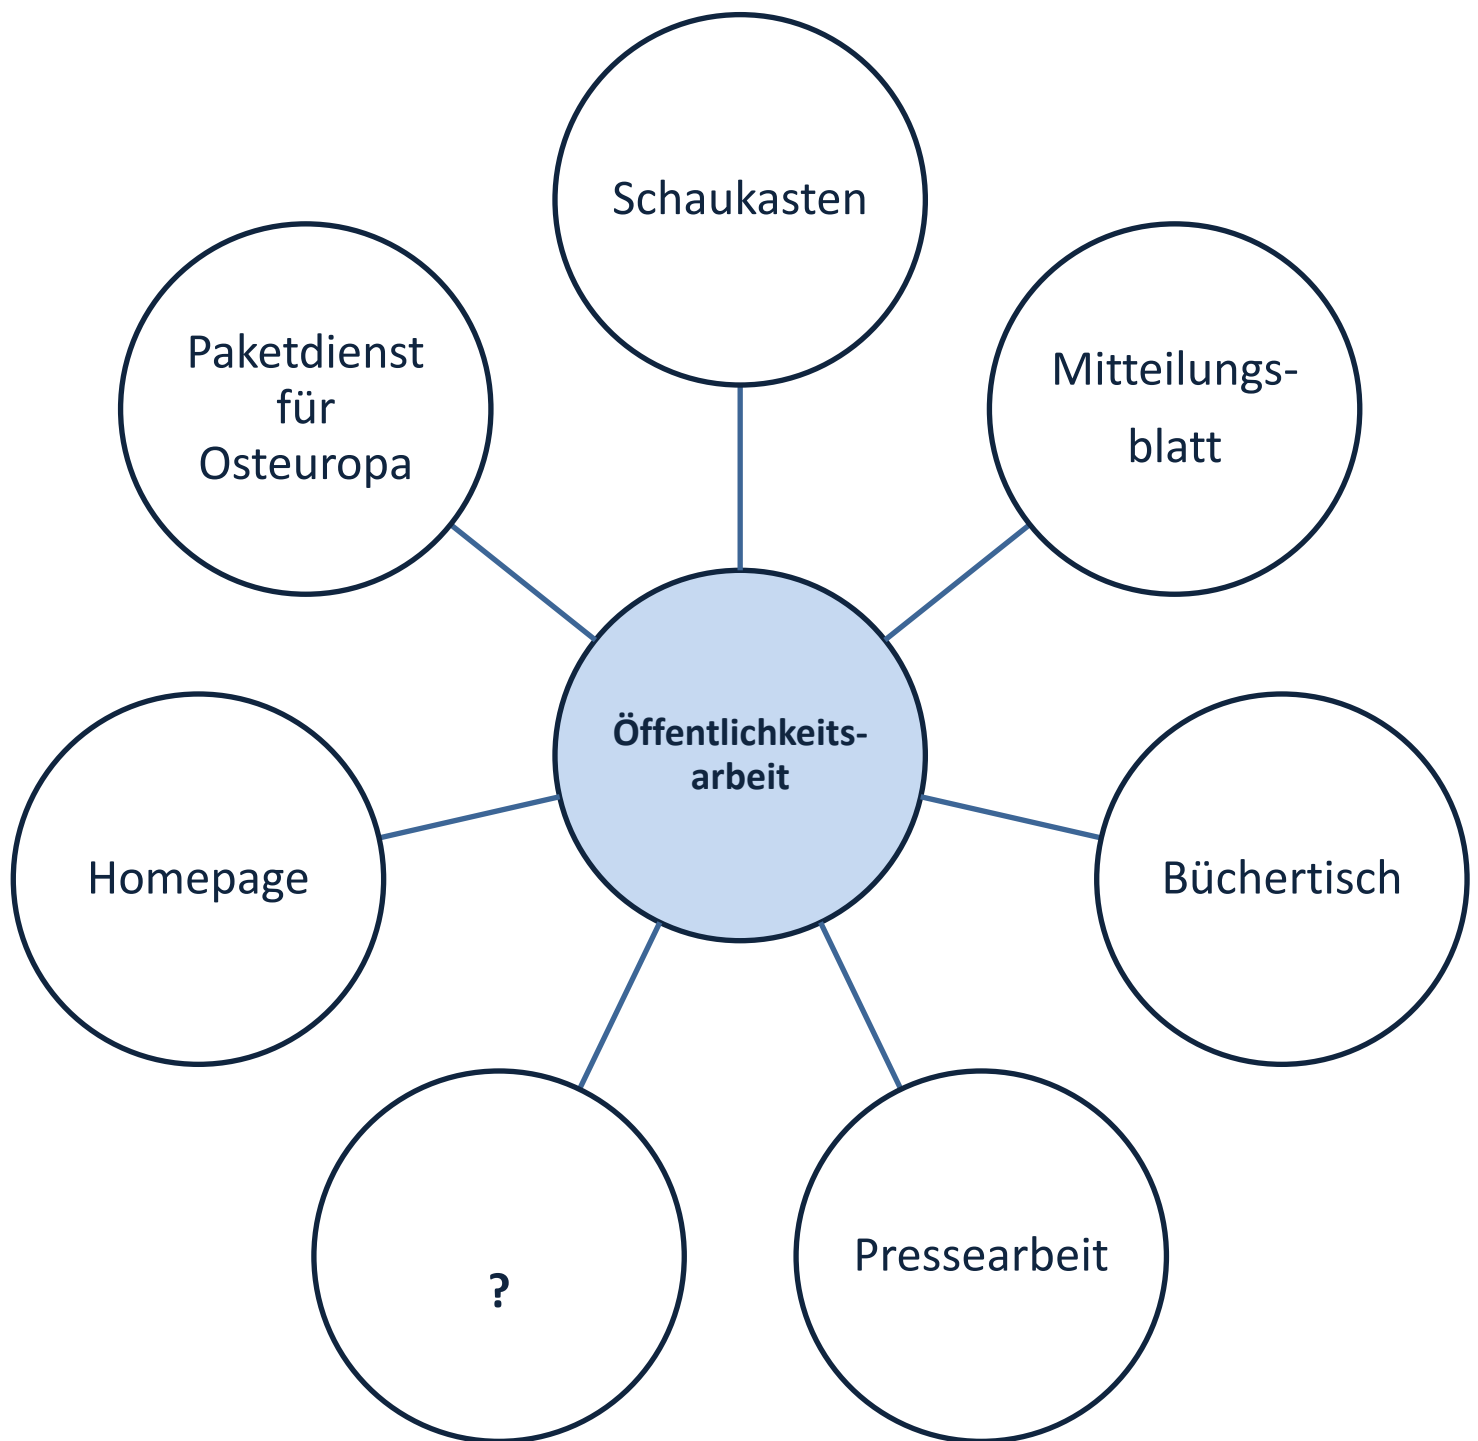 Schaukasten
Paketdienst
für
Osteuropa
Mitteilungs-
blatt
Öffentlichkeits-
arbeit
Homepage
Büchertisch
?
Pressearbeit